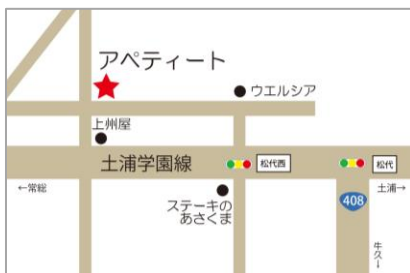 アペティート
ウエルシア
上州屋
土浦学園線
松代西
松代
←常総
土浦→
ステーキの
あさくま
408
牛久→